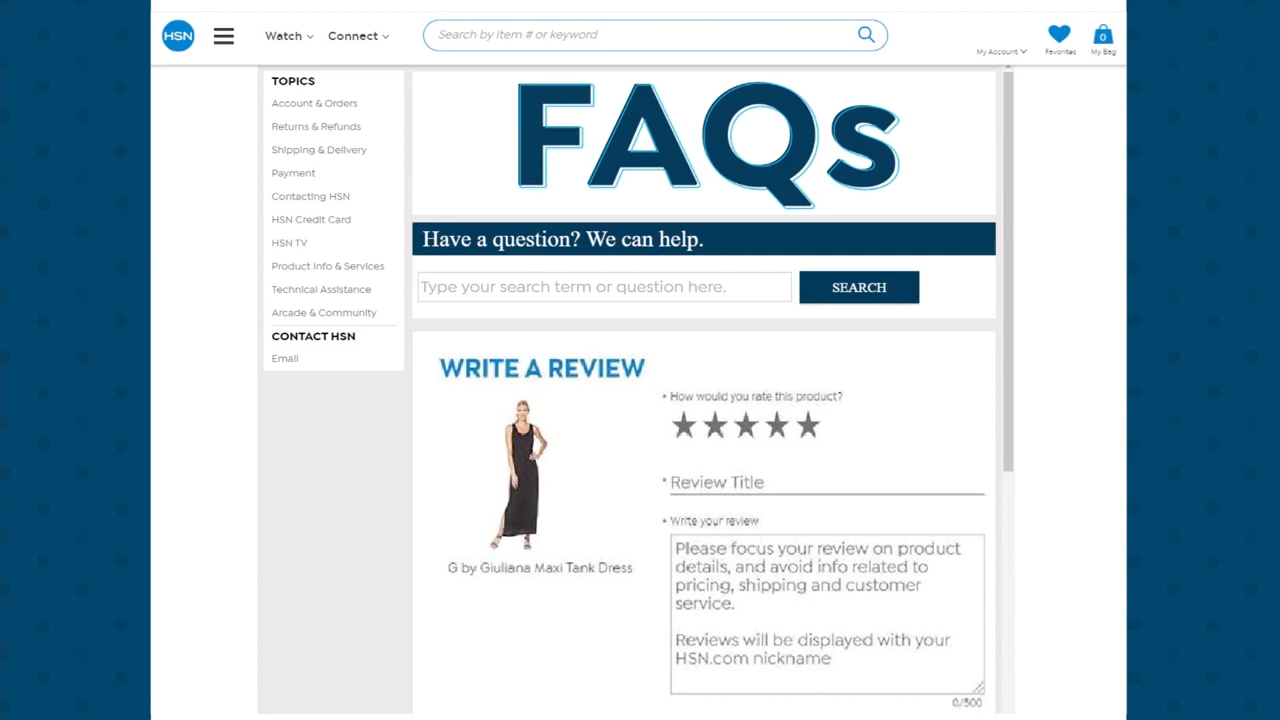 HSN
Watch
Connect
Search by item # or keyword
My Account
Favorites
0
My Bag
TOPICS
Account & Orders
Returns & Refunds
Shipping & Delivery
Payment
Contacting HSN
HSN Credit Card
HSN TV
Product Info & Services
Technical Assistance
Arcade & Community
CONTACT HSN
Email
FAQs
Have a question? We can help.
Type your search term or question here.
SEARCH
WRITE A REVIEW
G by Giuliana Maxi Tank Dress
* How would you rate this product?
* Review Title
* Write your review
Please focus your review on product
details, and avoid info related to
pricing, shipping and customer
service.
Reviews will be displayed with your
HSN.com nickname
0/500